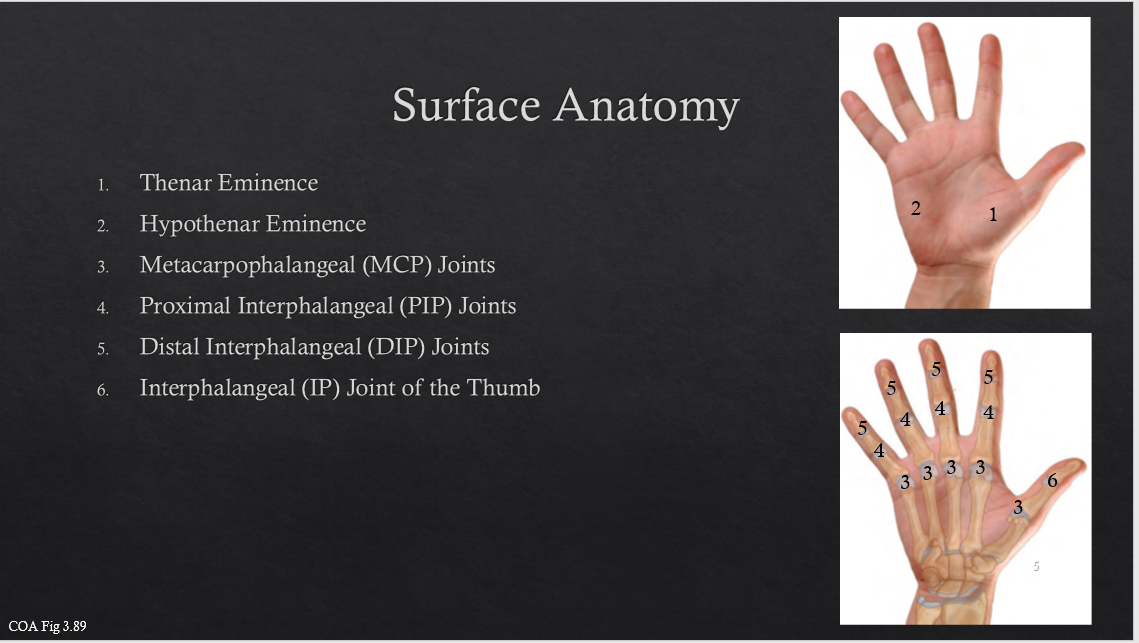 Surface Anatomy
1. Thenar Eminence
2. Hypothenar Eminence
3. Metacarpophalangeal (MCP) Joints
4. Proximal Interphalangeal (PIP) Joints
5. Distal Interphalangeal (DIP) Joints
6. Interphalangeal (IP) Joint of the Thumb
2 1
5 5 5
5 4 4 4
4
3 3 3 3
6
3
5
COA Fig 3.89